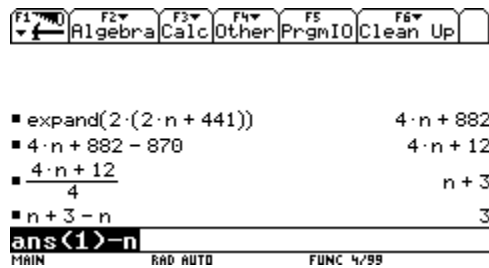 F1 F2 F3 F4 F5 F6
Algebra Calc Other PrgmIO Clean Up
expand(2·(2·n + 441)) 4·n + 882
4·n + 882 - 870 4·n + 12
4·n + 12
4 n + 3
n + 3 - n 3
ans(1)-n
MAIN RAD AUTO FUNC 4/99